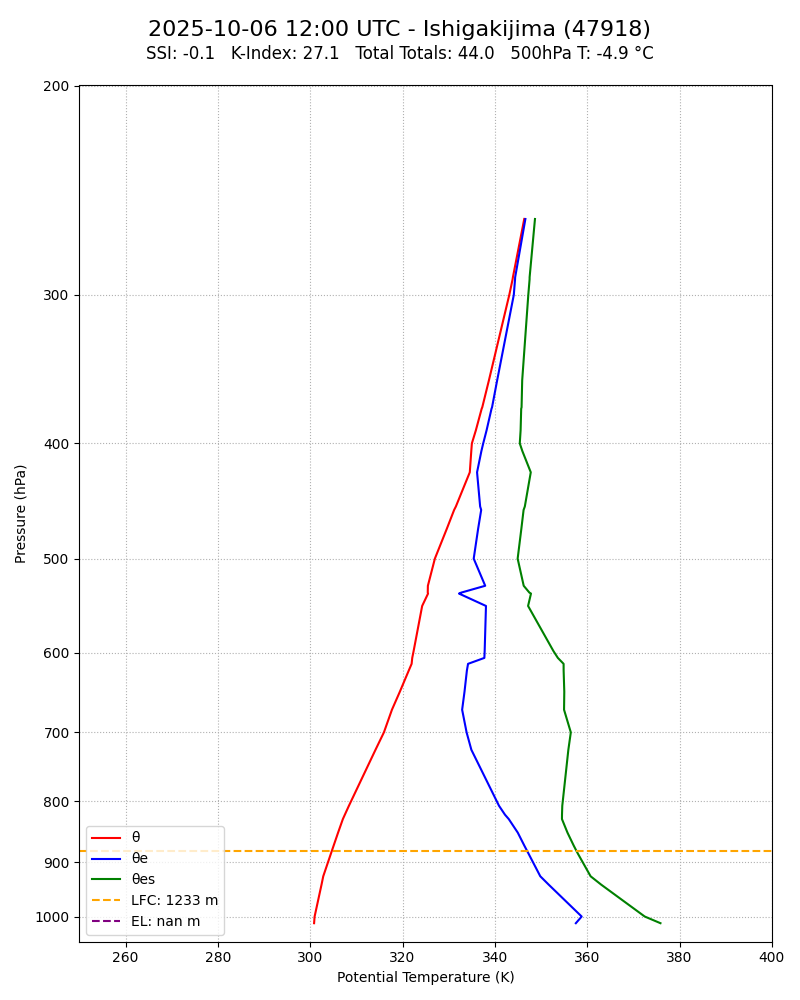 2025-10-06 12:00 UTC - Ishigakijima (47918)
SSI: -0.1   K-Index: 27.1   Total Totals: 44.0   500hPa T: -4.9 °C
Pressure (hPa)
200
300
400
500
600
700
800
900
1000
θ
θe
θes
LFC: 1233 m
EL: nan m
260 280 300 320 340 360 380 400
Potential Temperature (K)